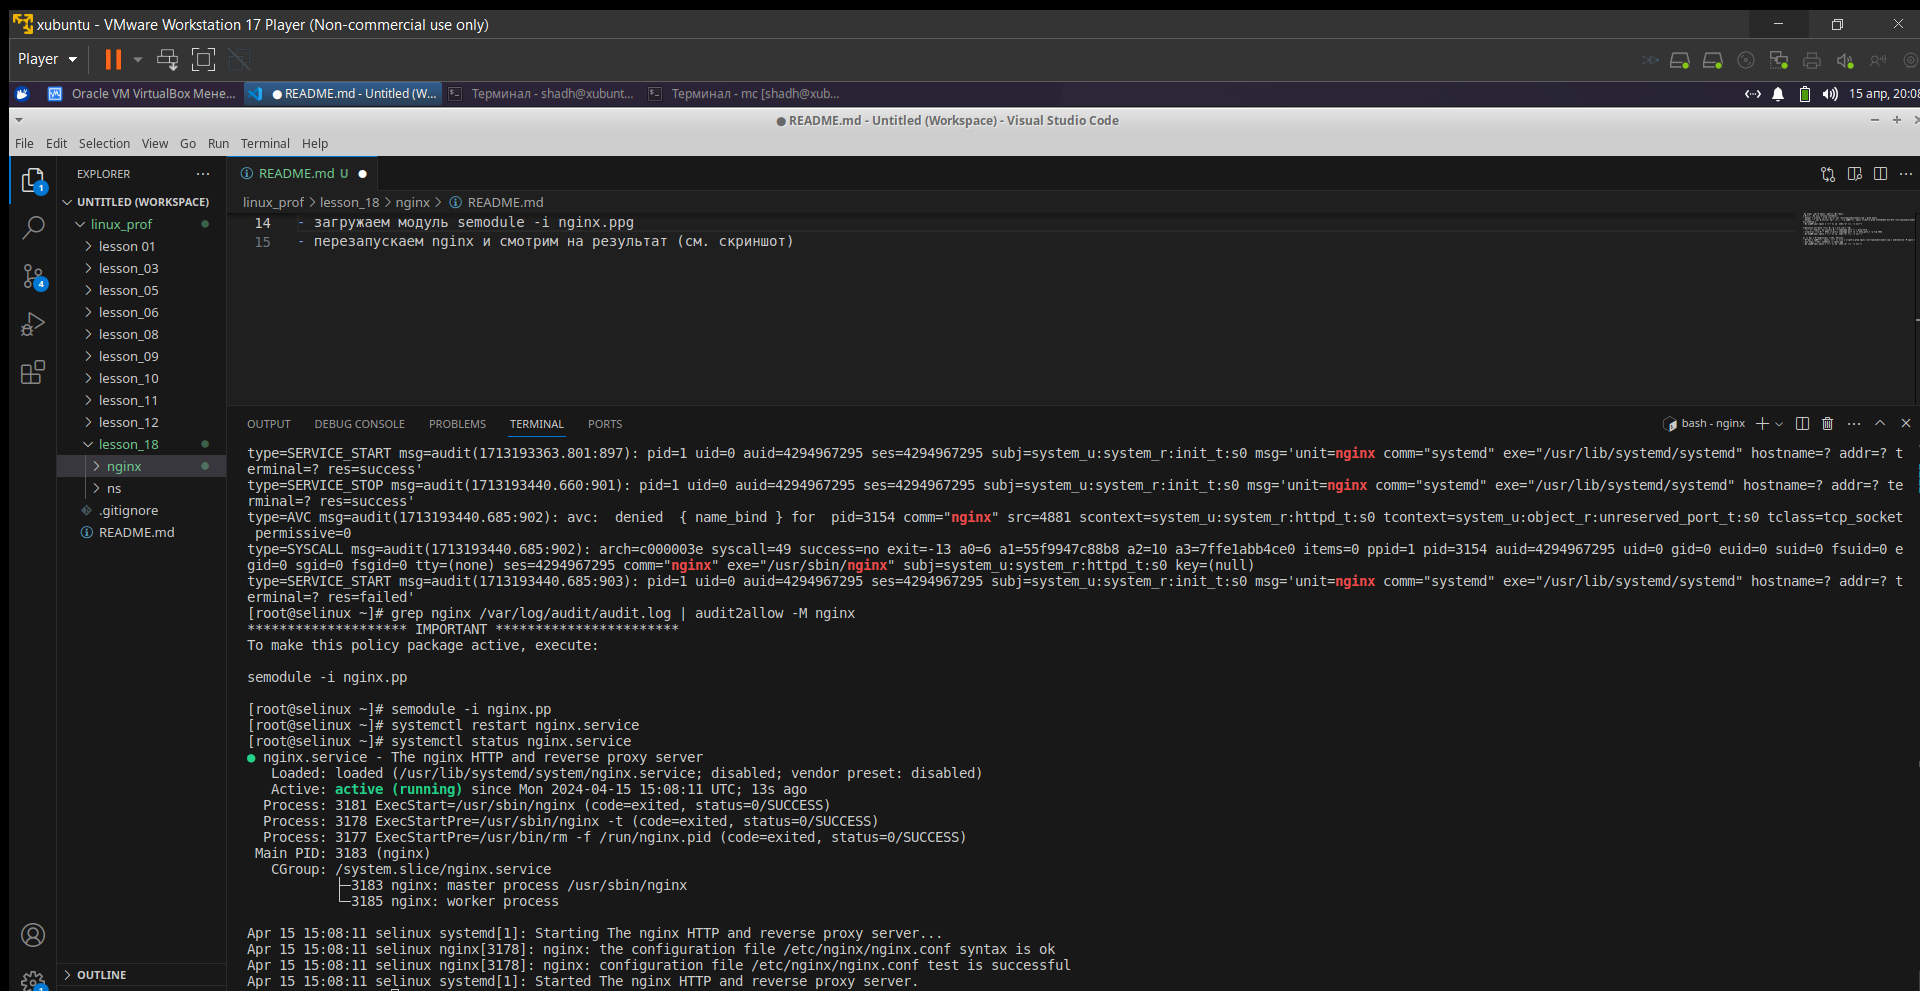 xubuntu - VMware Workstation 17 Player (Non-commercial use only)
Player
Oracle VM VirtualBox Мене...
● README.md - Untitled (W...
Терминал - shadh@xubunt...
Терминал - mc [shadh@xub...
15 апр, 20:08
● README.md - Untitled (Workspace) - Visual Studio Code
File Edit Selection View Go Run Terminal Help
EXPLORER
UNTITLED (WORKSPACE)
linux_prof
lesson 01
lesson_03
lesson_05
lesson_06
lesson_08
lesson_09
lesson_10
lesson_11
lesson_12
lesson_18
nginx
ns
.gitignore
README.md
OUTLINE
1
4
1
README.md U ●
linux_prof > lesson_18 > nginx > README.md
14 - загружаем модуль semodule -i nginx.ppg
15 - перезапускаем nginx и смотрим на результат (см. скриншот)
OUTPUT DEBUG CONSOLE PROBLEMS TERMINAL PORTS
bash - nginx
type=SERVICE_START msg=audit(1713193363.801:897): pid=1 uid=0 auid=4294967295 ses=4294967295 subj=system_u:system_r:init_t:s0 msg='unit=nginx comm="systemd" exe="/usr/lib/systemd/systemd" hostname=? addr=? t
erminal=? res=success'
type=SERVICE_STOP msg=audit(1713193440.660:901): pid=1 uid=0 auid=4294967295 ses=4294967295 subj=system_u:system_r:init_t:s0 msg='unit=nginx comm="systemd" exe="/usr/lib/systemd/systemd" hostname=? addr=? te
rminal=? res=success'
type=AVC msg=audit(1713193440.685:902): avc:  denied  { name_bind } for  pid=3154 comm="nginx" src=4881 scontext=system_u:system_r:httpd_t:s0 tcontext=system_u:object_r:unreserved_port_t:s0 tclass=tcp_socket
 permissive=0
type=SYSCALL msg=audit(1713193440.685:902): arch=c000003e syscall=49 success=no exit=-13 a0=6 a1=55f9947c88b8 a2=10 a3=7ffe1abb4ce0 items=0 ppid=1 pid=3154 auid=4294967295 uid=0 gid=0 euid=0 suid=0 fsuid=0 e
gid=0 sgid=0 fsgid=0 tty=(none) ses=4294967295 comm="nginx" exe="/usr/sbin/nginx" subj=system_u:system_r:httpd_t:s0 key=(null)
type=SERVICE_START msg=audit(1713193440.685:903): pid=1 uid=0 auid=4294967295 ses=4294967295 subj=system_u:system_r:init_t:s0 msg='unit=nginx comm="systemd" exe="/usr/lib/systemd/systemd" hostname=? addr=? t
erminal=? res=failed'
[root@selinux ~]# grep nginx /var/log/audit/audit.log | audit2allow -M nginx
******************** IMPORTANT ***********************
To make this policy package active, execute:
semodule -i nginx.pp
[root@selinux ~]# semodule -i nginx.pp
[root@selinux ~]# systemctl restart nginx.service
[root@selinux ~]# systemctl status nginx.service
● nginx.service - The nginx HTTP and reverse proxy server
Loaded: loaded (/usr/lib/systemd/system/nginx.service; disabled; vendor preset: disabled)
Active: active (running) since Mon 2024-04-15 15:08:11 UTC; 13s ago
Process: 3181 ExecStart=/usr/sbin/nginx (code=exited, status=0/SUCCESS)
Process: 3178 ExecStartPre=/usr/sbin/nginx -t (code=exited, status=0/SUCCESS)
Process: 3177 ExecStartPre=/usr/bin/rm -f /run/nginx.pid (code=exited, status=0/SUCCESS)
Main PID: 3183 (nginx)
CGroup: /system.slice/nginx.service
├─3183 nginx: master process /usr/sbin/nginx
└─3185 nginx: worker process
Apr 15 15:08:11 selinux systemd[1]: Starting The nginx HTTP and reverse proxy server...
Apr 15 15:08:11 selinux nginx[3178]: nginx: the configuration file /etc/nginx/nginx.conf syntax is ok
Apr 15 15:08:11 selinux nginx[3178]: nginx: configuration file /etc/nginx/nginx.conf test is successful
Apr 15 15:08:11 selinux systemd[1]: Started The nginx HTTP and reverse proxy server.